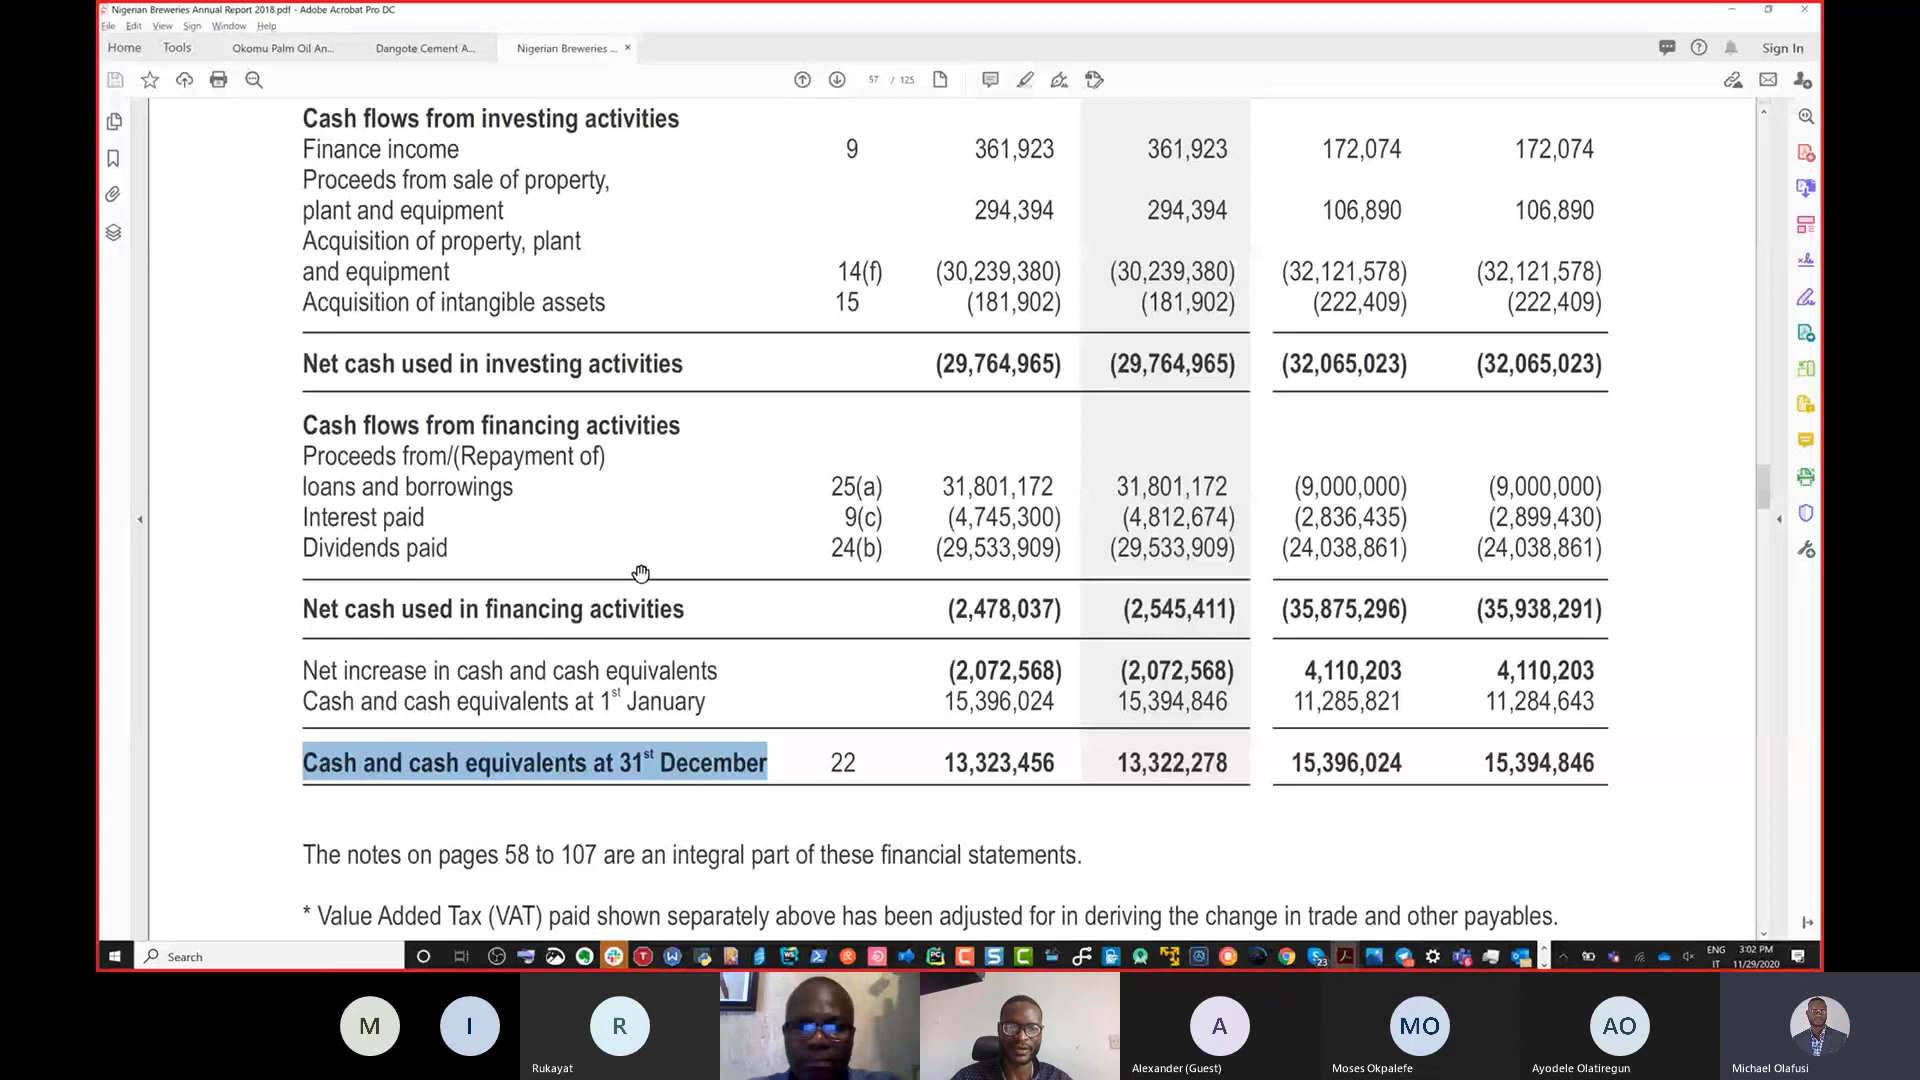 Nigerian Breweries Annual Report 2018.pdf - Adobe Acrobat Pro DC
File Edit View Sign Window Help
Home Tools Okomu Palm Oil An... Dangote Cement A... Nigerian Breweries ... × Sign In
57 / 125
Cash flows from investing activities
Finance income 9 361,923 361,923 172,074 172,074
Proceeds from sale of property,
plant and equipment 294,394 294,394 106,890 106,890
Acquisition of property, plant
and equipment 14(f) (30,239,380) (30,239,380) (32,121,578) (32,121,578)
Acquisition of intangible assets 15 (181,902) (181,902) (222,409) (222,409)
Net cash used in investing activities (29,764,965) (29,764,965) (32,065,023) (32,065,023)
Cash flows from financing activities
Proceeds from/(Repayment of)
loans and borrowings 25(a) 31,801,172 31,801,172 (9,000,000) (9,000,000)
Interest paid 9(c) (4,745,300) (4,812,674) (2,836,435) (2,899,430)
Dividends paid 24(b) (29,533,909) (29,533,909) (24,038,861) (24,038,861)
Net cash used in financing activities (2,478,037) (2,545,411) (35,875,296) (35,938,291)
Net increase in cash and cash equivalents (2,072,568) (2,072,568) 4,110,203 4,110,203
Cash and cash equivalents at 1st January 15,396,024 15,394,846 11,285,821 11,284,643
Cash and cash equivalents at 31st December 22 13,323,456 13,322,278 15,396,024 15,394,846
The notes on pages 58 to 107 are an integral part of these financial statements.
* Value Added Tax (VAT) paid shown separately above has been adjusted for in deriving the change in trade and other payables.
Search
ENG 3:02 PM
IT 11/29/2020
M I R A MO AO
Rukayat Alexander (Guest) Moses Okpalefe Ayodele Olatiregun Michael Olafusi